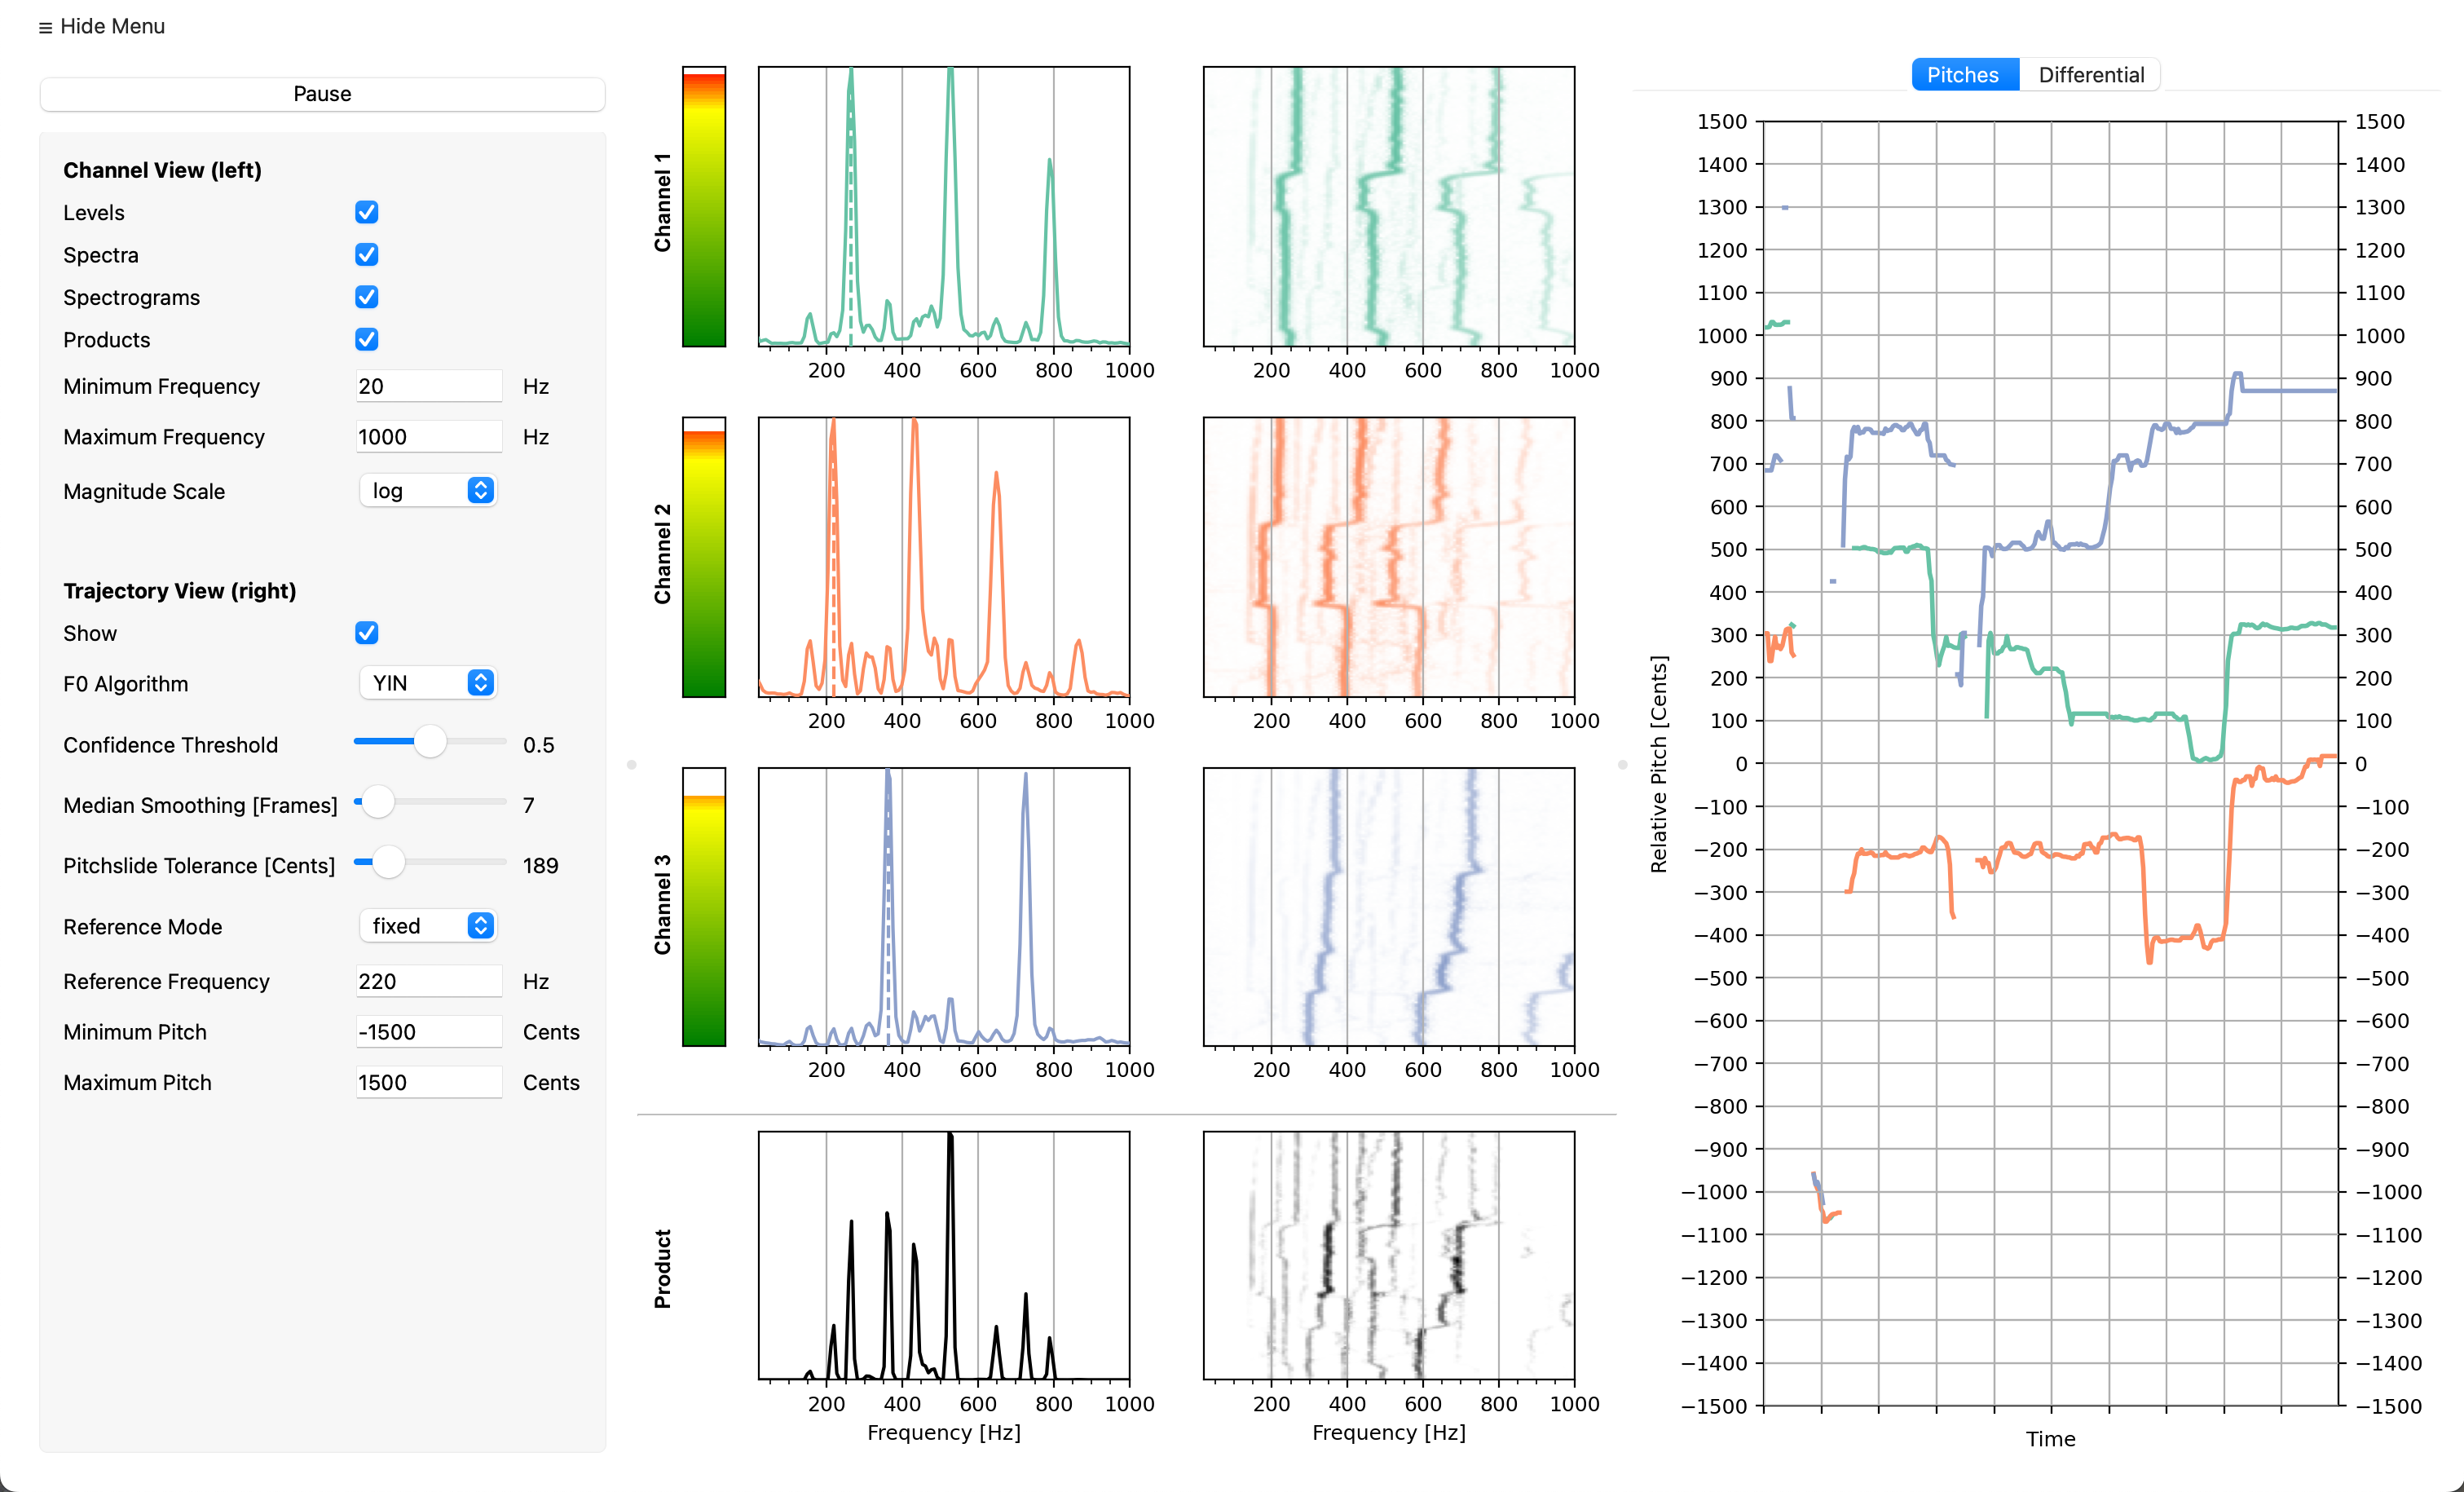 ≡ Hide Menu
Pause
Channel View (left)
Levels
Spectra
Spectrograms
Products
Minimum Frequency 20 Hz
Maximum Frequency 1000 Hz
Magnitude Scale log
Trajectory View (right)
Show
F0 Algorithm YIN
Confidence Threshold 0.5
Median Smoothing [Frames] 7
Pitchslide Tolerance [Cents] 189
Reference Mode fixed
Reference Frequency 220 Hz
Minimum Pitch -1500 Cents
Maximum Pitch 1500 Cents
Channel 1
200 400 600 800 1000
200 400 600 800 1000
Channel 2
200 400 600 800 1000
200 400 600 800 1000
Channel 3
200 400 600 800 1000
200 400 600 800 1000
Product
200 400 600 800 1000
Frequency [Hz]
200 400 600 800 1000
Frequency [Hz]
Pitches Differential
Relative Pitch [Cents]
1500 1500
1400 1400
1300 1300
1200 1200
1100 1100
1000 1000
900 900
800 800
700 700
600 600
500 500
400 400
300 300
200 200
100 100
0 0
−100 −100
−200 −200
−300 −300
−400 −400
−500 −500
−600 −600
−700 −700
−800 −800
−900 −900
−1000 −1000
−1100 −1100
−1200 −1200
−1300 −1300
−1400 −1400
−1500 −1500
Time